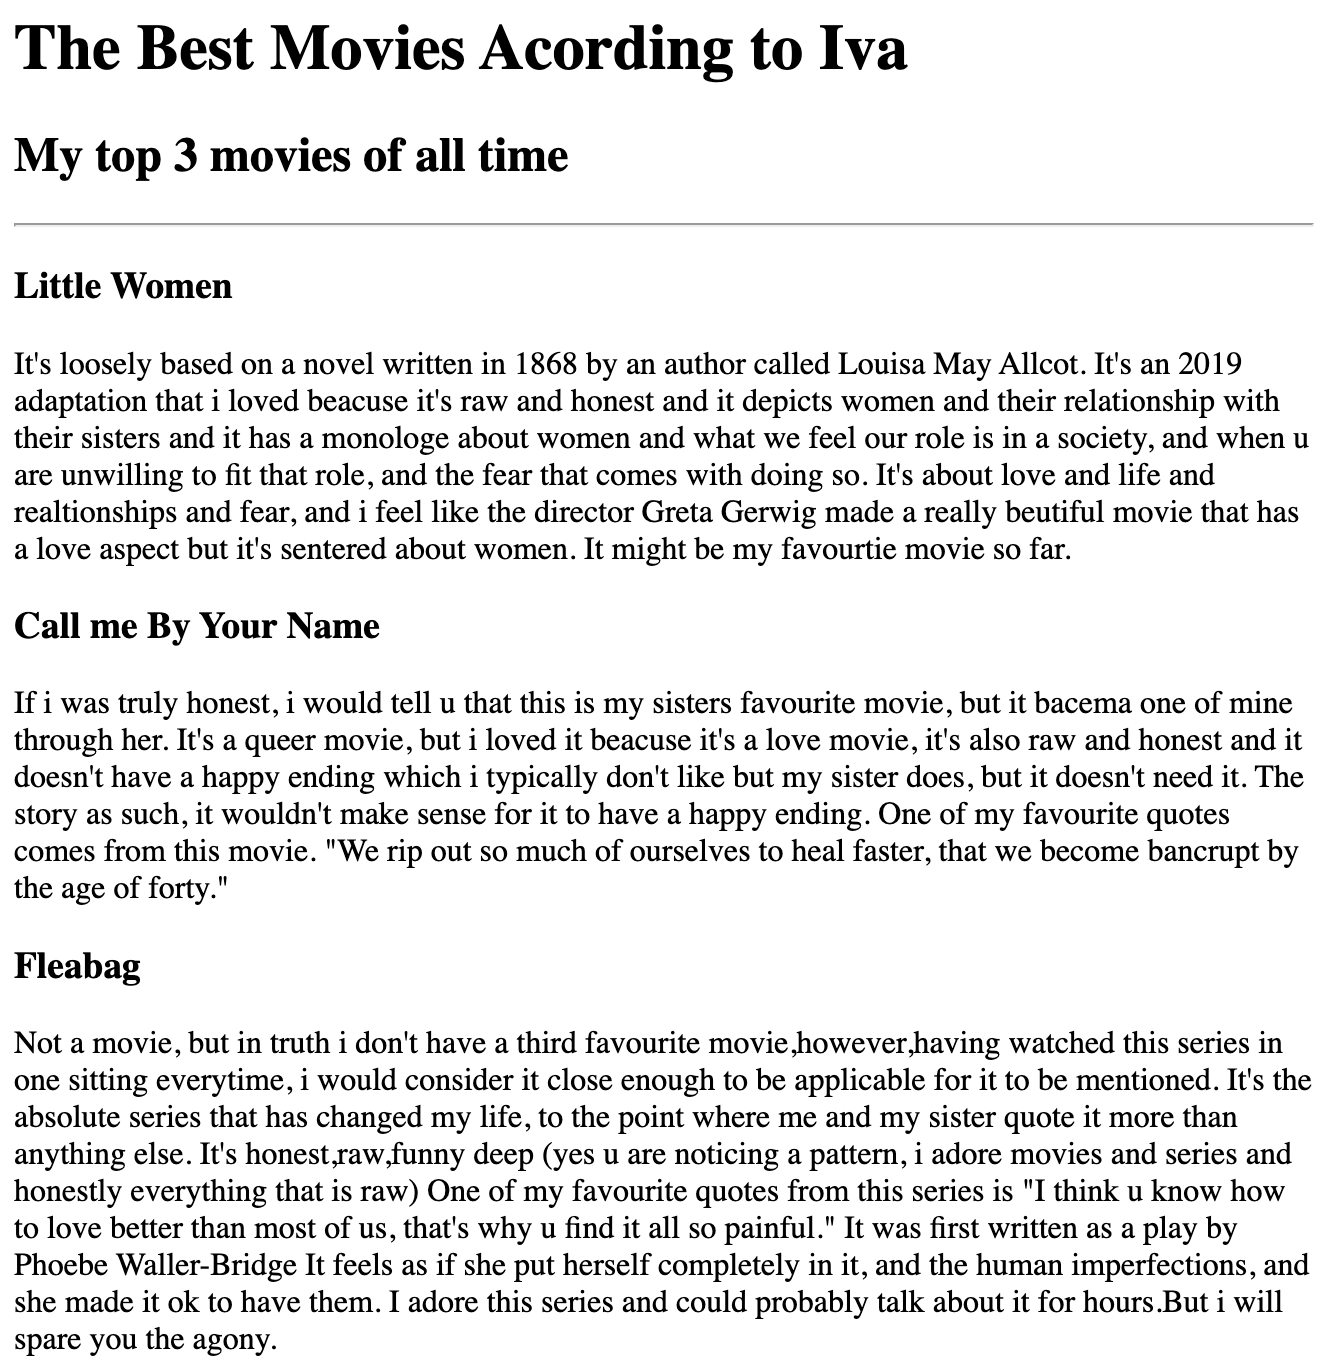 The Best Movies Acording to Iva
My top 3 movies of all time
Little Women
It's loosely based on a novel written in 1868 by an author called Louisa May Allcot. It's an 2019
adaptation that i loved beacuse it's raw and honest and it depicts women and their relationship with
their sisters and it has a monologe about women and what we feel our role is in a society, and when u
are unwilling to fit that role, and the fear that comes with doing so. It's about love and life and
realtionships and fear, and i feel like the director Greta Gerwig made a really beutiful movie that has
a love aspect but it's sentered about women. It might be my favourtie movie so far.
Call me By Your Name
If i was truly honest, i would tell u that this is my sisters favourite movie, but it bacema one of mine
through her. It's a queer movie, but i loved it beacuse it's a love movie, it's also raw and honest and it
doesn't have a happy ending which i typically don't like but my sister does, but it doesn't need it. The
story as such, it wouldn't make sense for it to have a happy ending. One of my favourite quotes
comes from this movie. "We rip out so much of ourselves to heal faster, that we become bancrupt by
the age of forty."
Fleabag
Not a movie, but in truth i don't have a third favourite movie,however,having watched this series in
one sitting everytime, i would consider it close enough to be applicable for it to be mentioned. It's the
absolute series that has changed my life, to the point where me and my sister quote it more than
anything else. It's honest,raw,funny deep (yes u are noticing a pattern, i adore movies and series and
honestly everything that is raw) One of my favourite quotes from this series is "I think u know how
to love better than most of us, that's why u find it all so painful." It was first written as a play by
Phoebe Waller-Bridge It feels as if she put herself completely in it, and the human imperfections, and
she made it ok to have them. I adore this series and could probably talk about it for hours.But i will
spare you the agony.